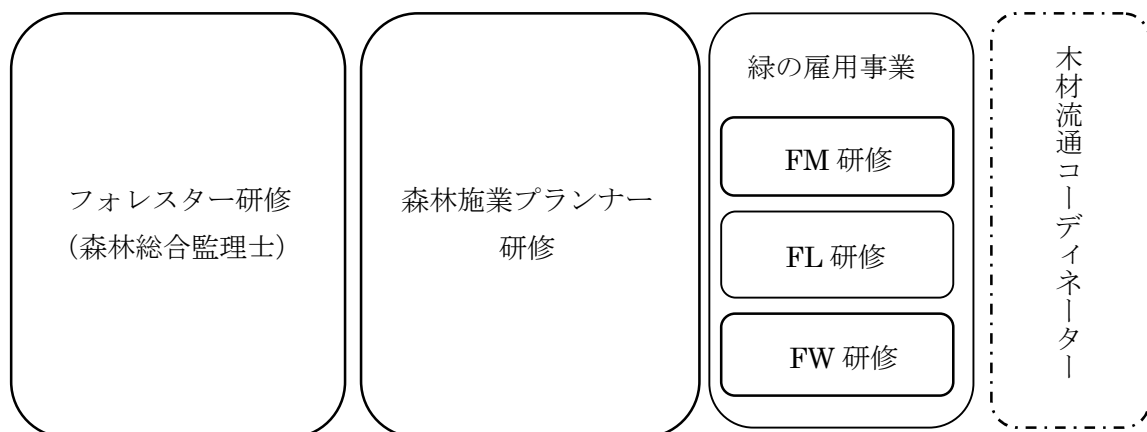 フォレスター研修
（森林総合監理士）
森林施業プランナー
研修
緑の雇用事業
FM 研修
FL 研修
FW 研修
木材流通コーディネーター